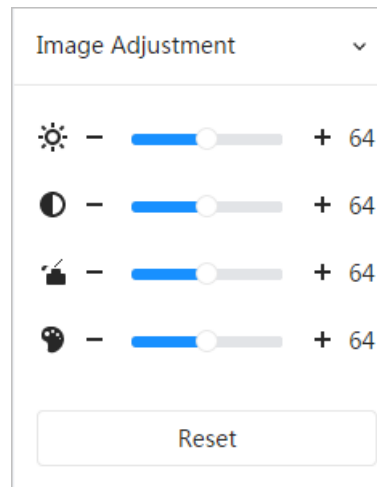 Image Adjustment
− + 64
− + 64
− + 64
− + 64
Reset